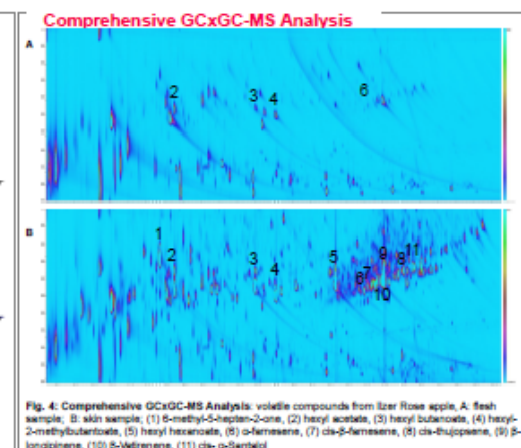 Comprehensive GCxGC-MS Analysis
A
2
3
4
6
B
1
2
3
4
5
9
11
8
7
6
10
Fig. 4: Comprehensive GCxGC-MS Analysis: volatile compounds from Ilzer Rose apple, A: flesh
sample; B: skin sample; (1) 6-methyl-5-hepten-2-one, (2) hexyl acetate, (3) hexyl butanoate, (4) hexyl-
2-methylbutantoate, (5) hexyl hexanoate, (6) α-farnesene, (7) cis-β-farnesene, (8) cis-thujopsene, (9) β-
longipinene, (10) β-Vetirenene, (11) cis- α-Santalol